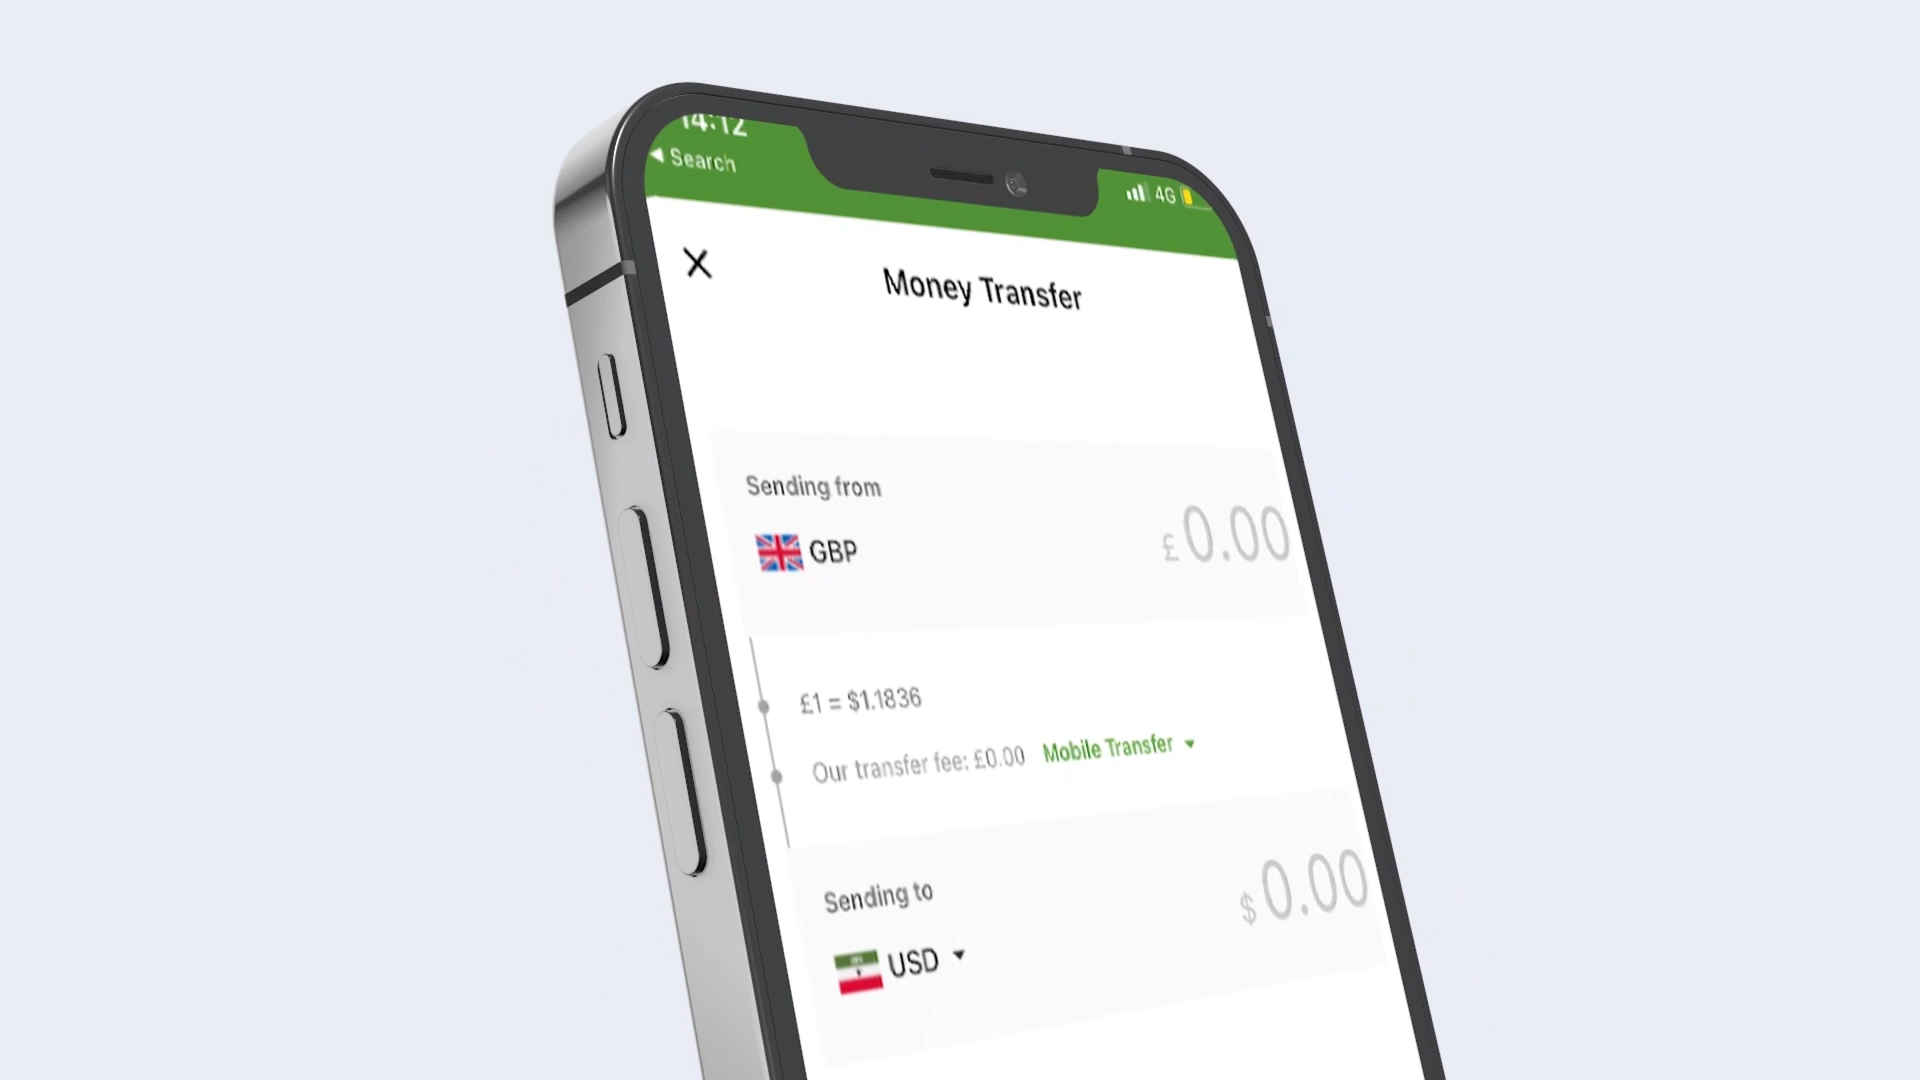 14:12
Search
4G
Money Transfer
Sending from
GBP
£0.00
£1 = $1.1836
Our transfer fee: £0.00 Mobile Transfer
Sending to
USD
$0.00